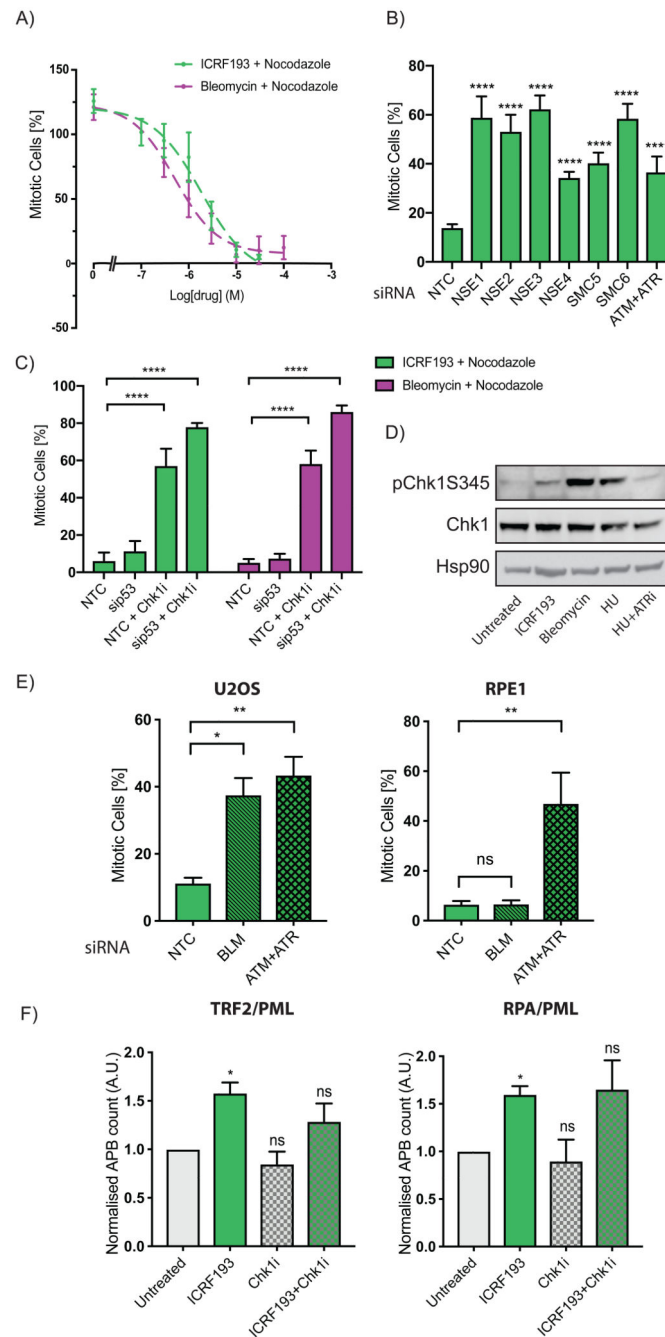 A)
ICRF193 + Nocodazole
Bleomycin + Nocodazole
Mitotic Cells [%]
150
100
50
0
-50
0
-7
-6
-5
-4
-3
Log[drug] (M)
B)
Mitotic Cells [%]
80
60
40
20
0
****
****
****
****
****
****
****
siRNA
NTC
NSE1
NSE2
NSE3
NSE4
SMC5
SMC6
ATM+ATR
C)
ICRF193 + Nocodazole
Bleomycin + Nocodazole
Mitotic Cells [%]
100
80
60
40
20
0
****
****
****
****
NTC
sip53
NTC + Chk1i
sip53 + Chk1i
NTC
sip53
NTC + Chk1i
sip53 + Chk1i
D)
pChk1S345
Chk1
Hsp90
Untreated
ICRF193
Bleomycin
HU
HU+ATRi
E)
U2OS
Mitotic Cells [%]
60
40
20
0
**
*
siRNA
NTC
BLM
ATM+ATR
RPE1
Mitotic Cells [%]
80
60
40
20
0
**
ns
NTC
BLM
ATM+ATR
F)
TRF2/PML
Normalised APB count (A.U.)
2.0
1.5
1.0
0.5
0.0
*
ns
ns
Untreated
ICRF193
Chk1i
ICRF193+Chk1i
RPA/PML
Normalised APB count (A.U.)
2.0
1.5
1.0
0.5
0.0
*
ns
ns
Untreated
ICRF193
Chk1i
ICRF193+Chk1i